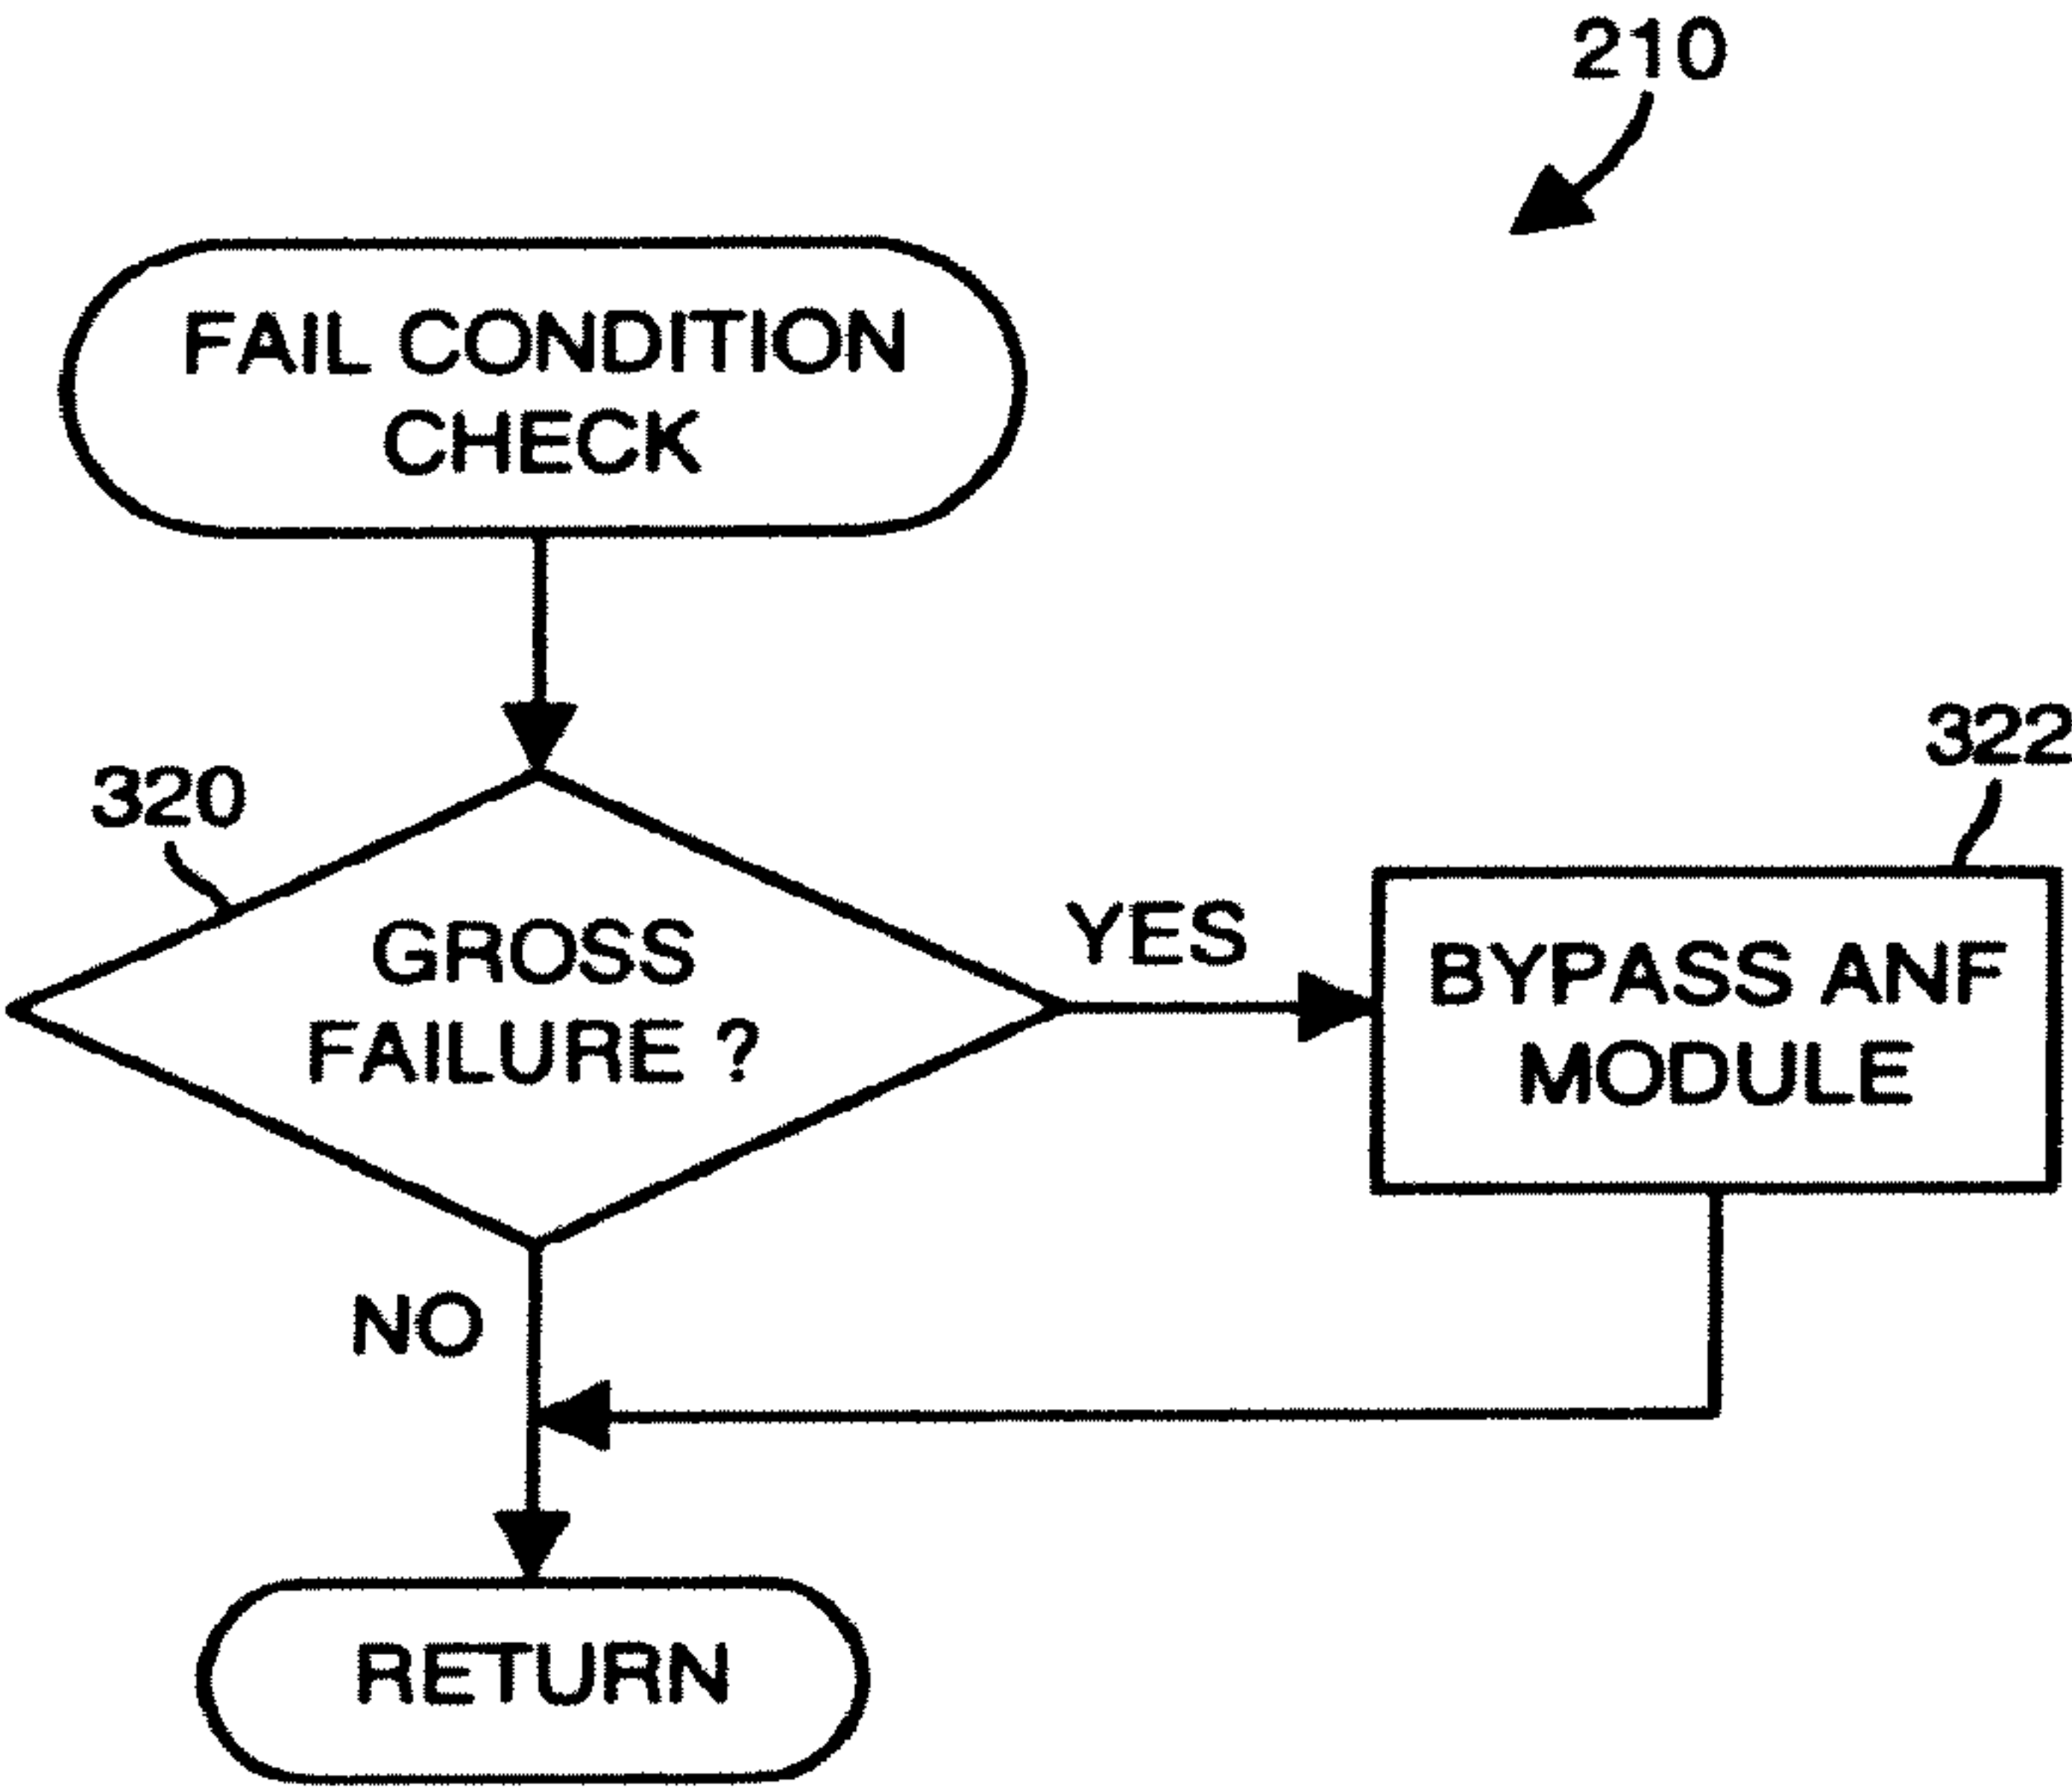 210
FAIL CONDITION
CHECK
322
320
GROSS
FAILURE ?
YES
BYPASS ANF
MODULE
NO
RETURN